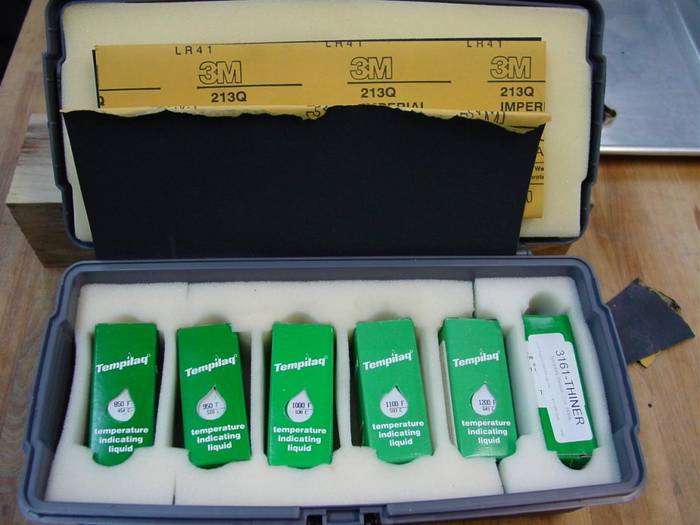 LR41 LR41 LR41
3M 3M 3M
213Q 213Q 213Q
Q IMPERIAL IMPERI
A
Tempilaq
850 F
454 C
temperature
indicating
liquid
Tempilaq
950 F
510 C
temperature
indicating
liquid
Tempilaq
1000 F
538 C
temperature
indicating
liquid
Tempilaq
1100 F
593 C
temperature
indicating
liquid
Tempilaq
1200 F
649 C
temperature
indicating
liquid
3161-THINER